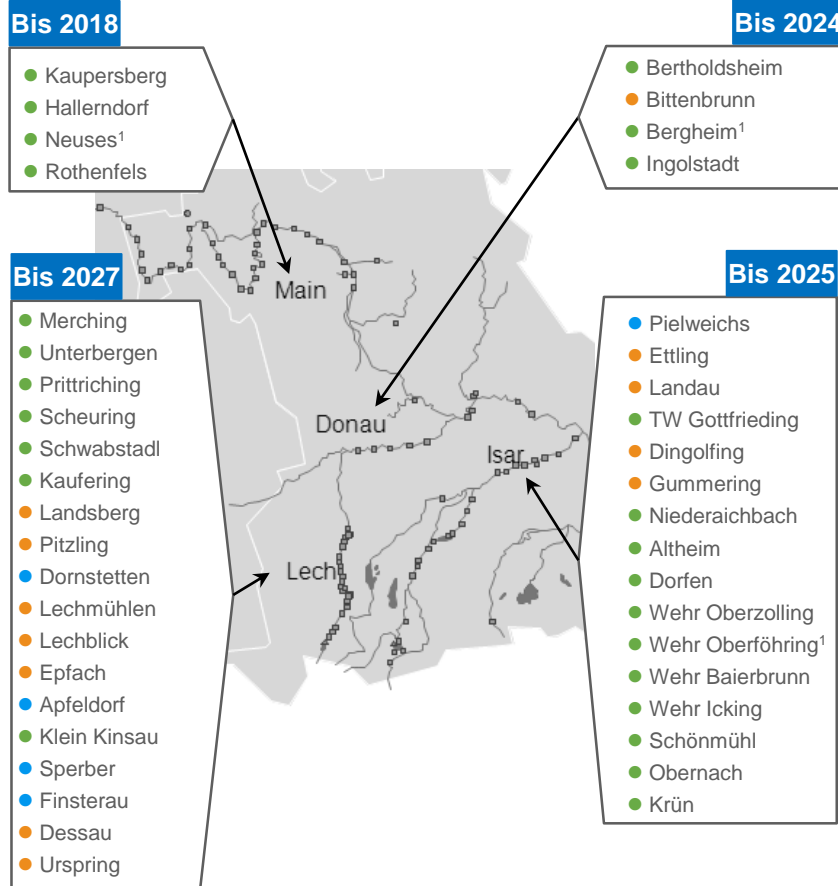 Bis 2018
Kaupersberg
Hallerndorf
Neuses¹
Rothenfels
Bis 2024
Bertholdsheim
Bittenbrunn
Bergheim¹
Ingolstadt
Main
Donau
Isar
Lech
Bis 2027
Merching
Unterbergen
Prittriching
Scheuring
Schwabstadl
Kaufering
Landsberg
Pitzling
Dornstetten
Lechmühlen
Lechblick
Epfach
Apfeldorf
Klein Kinsau
Sperber
Finsterau
Dessau
Urspring
Bis 2025
Pielweichs
Ettling
Landau
TW Gottfrieding
Dingolfing
Gummering
Niederaichbach
Altheim
Dorfen
Wehr Oberzolling
Wehr Oberföhring¹
Wehr Baierbrunn
Wehr Icking
Schönmühl
Obernach
Krün